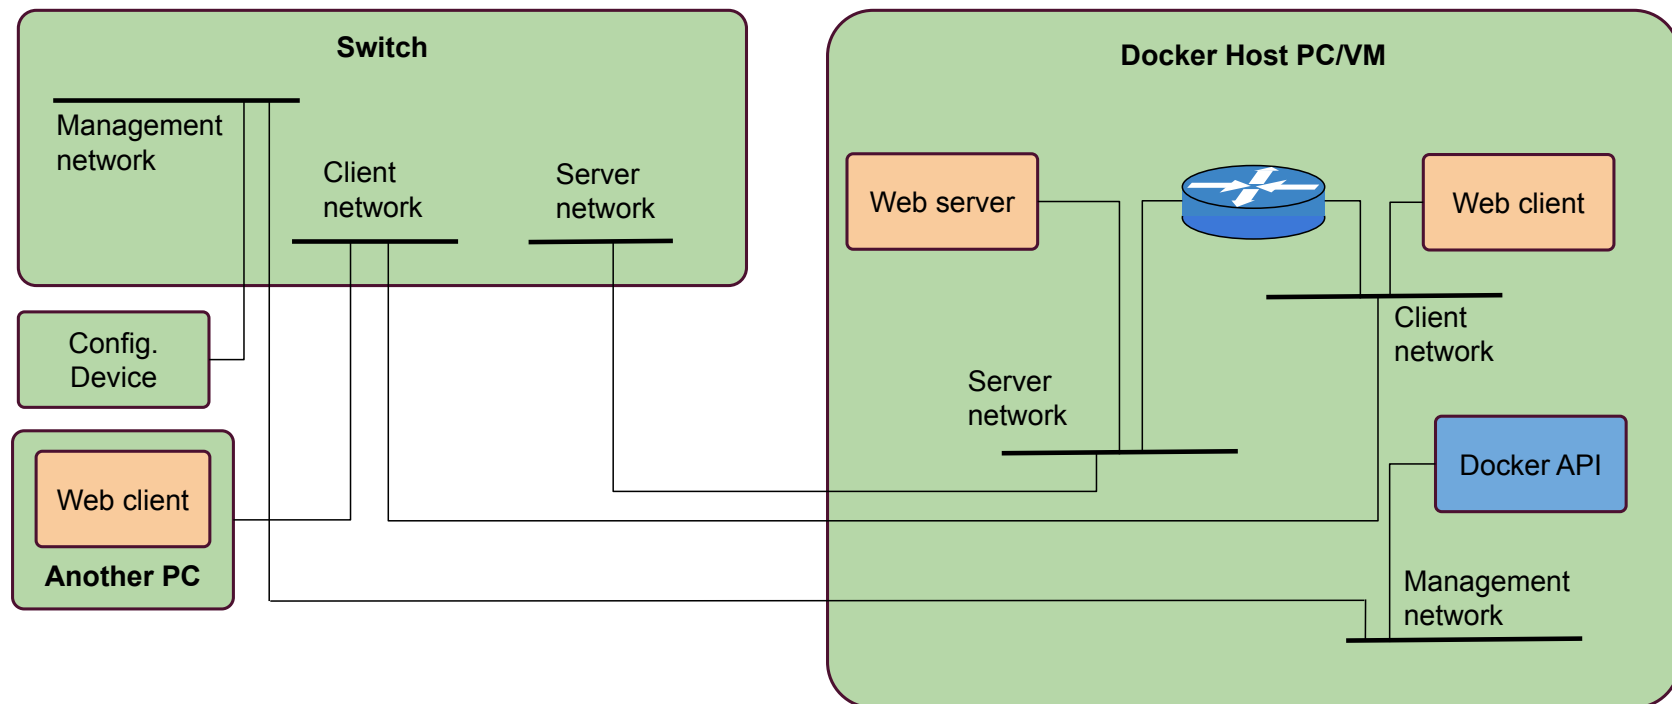 Switch
Management
network
Client
network
Server
network
Config.
Device
Web client
Another PC
Docker Host PC/VM
Web server
Web client
Client
network
Server
network
Docker API
Management
network